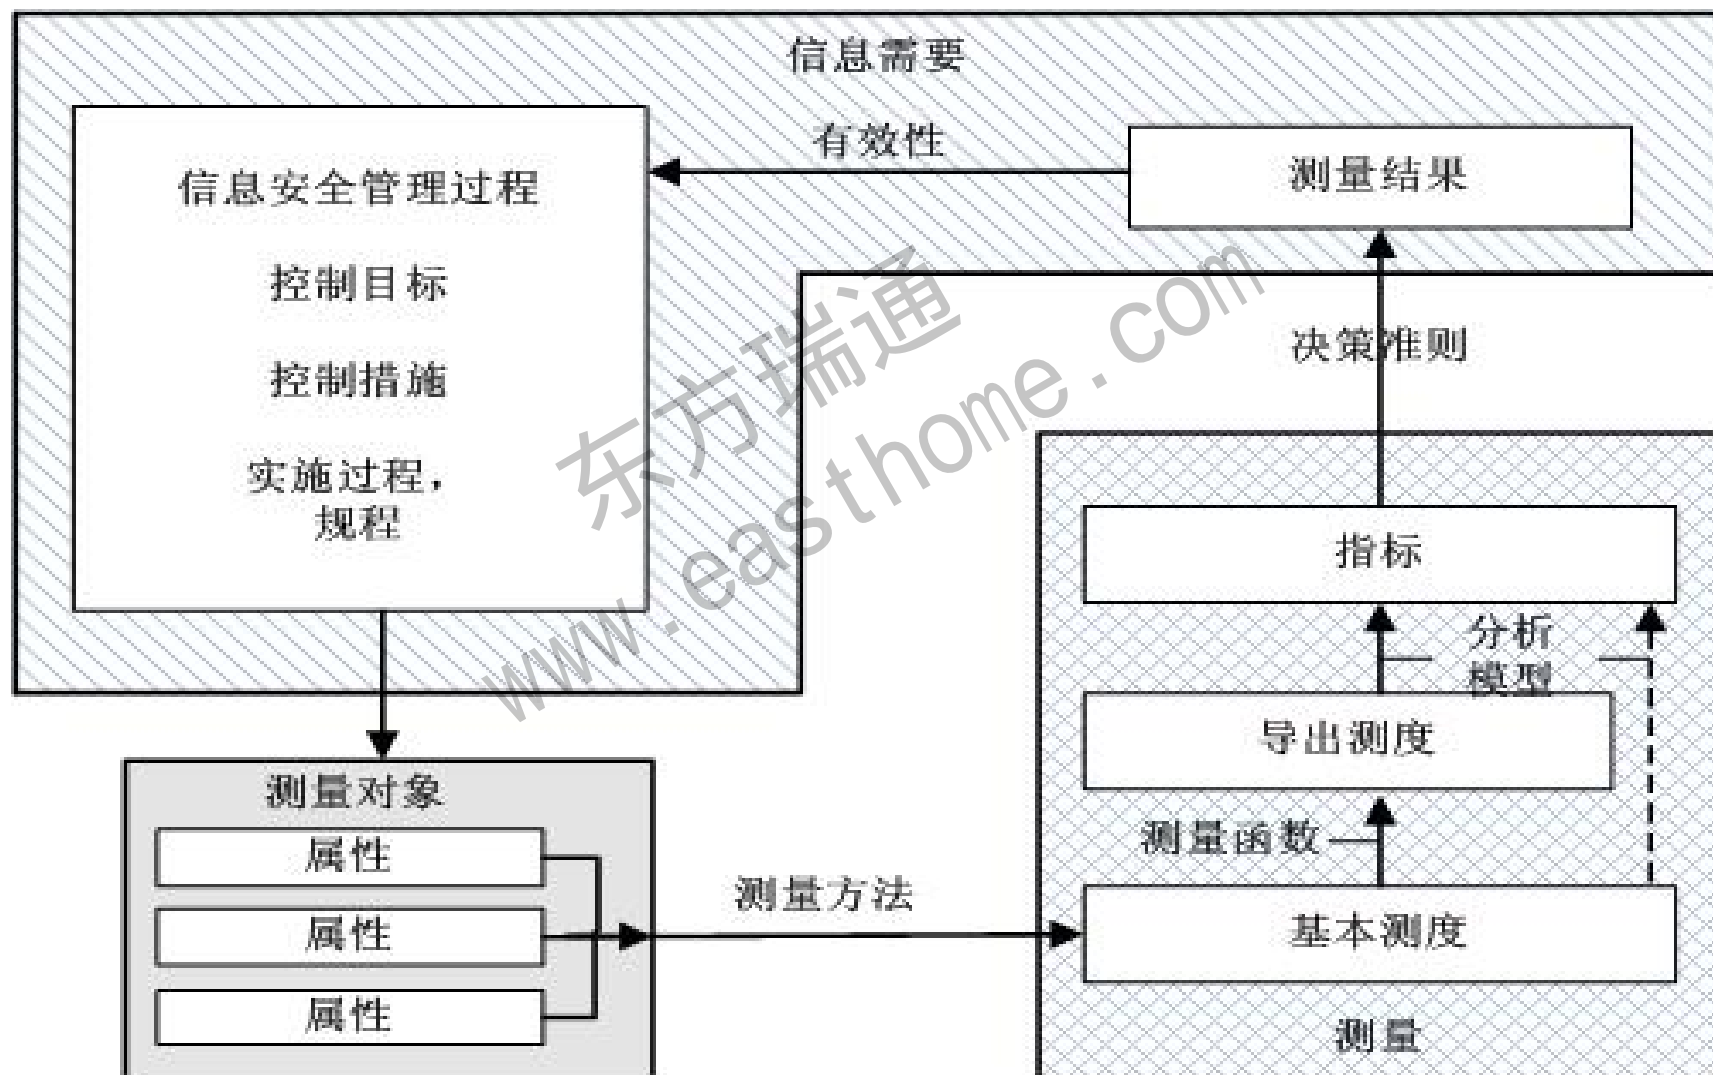 信息需要
有效性
测量结果
信息安全管理过程
控制目标
控制措施
实施过程，
规程
决策准则
东方瑞通
www.easthome.com
指标
分析
模型
导出测度
测量函数
基本测度
测量
测量对象
属性
属性
属性
测量方法